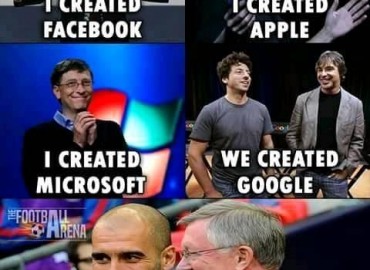 I CREATED
FACEBOOK
I CREATED
APPLE
I CREATED
MICROSOFT
WE CREATED
GOOGLE
THE FOOTBALL
ARENA